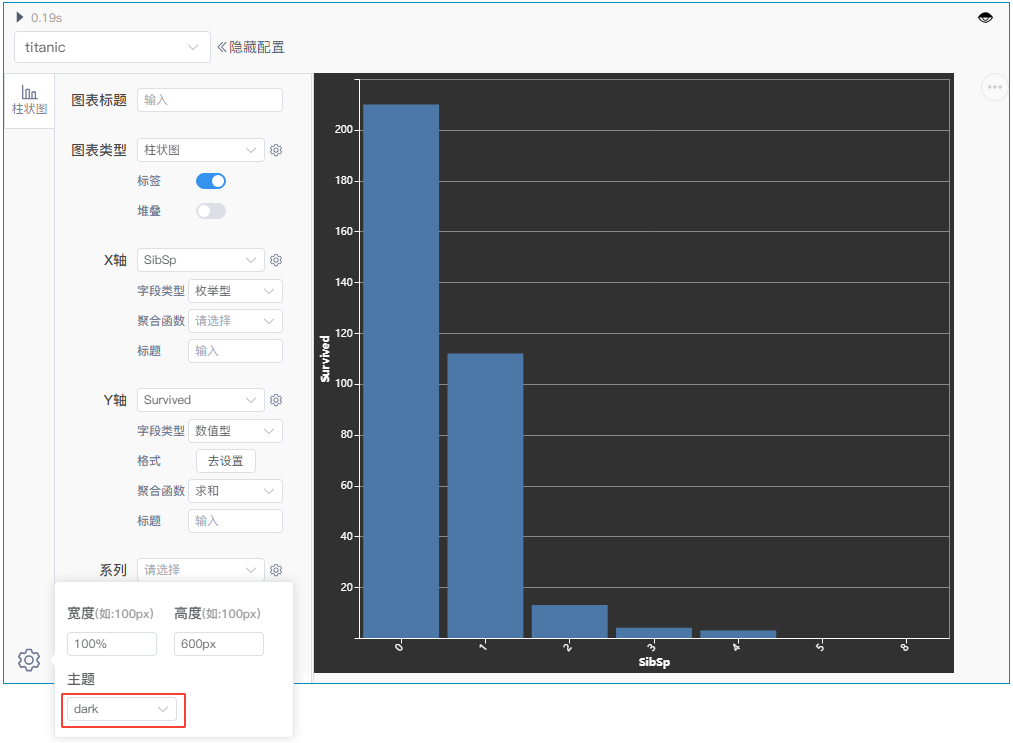 0.19s
titanic
≪隐藏配置
柱状图
图表标题 输入
图表类型 柱状图
标签
堆叠
X轴 SibSp
字段类型 枚举型
聚合函数 请选择
标题 输入
Y轴 Survived
字段类型 数值型
格式 去设置
聚合函数 求和
标题 输入
系列 请选择
宽度(如:100px) 高度(如:100px)
100% 600px
主题
dark
200
180
160
140
120
100
80
60
40
20
Survived
0 1 2 3 4 5 8
SibSp